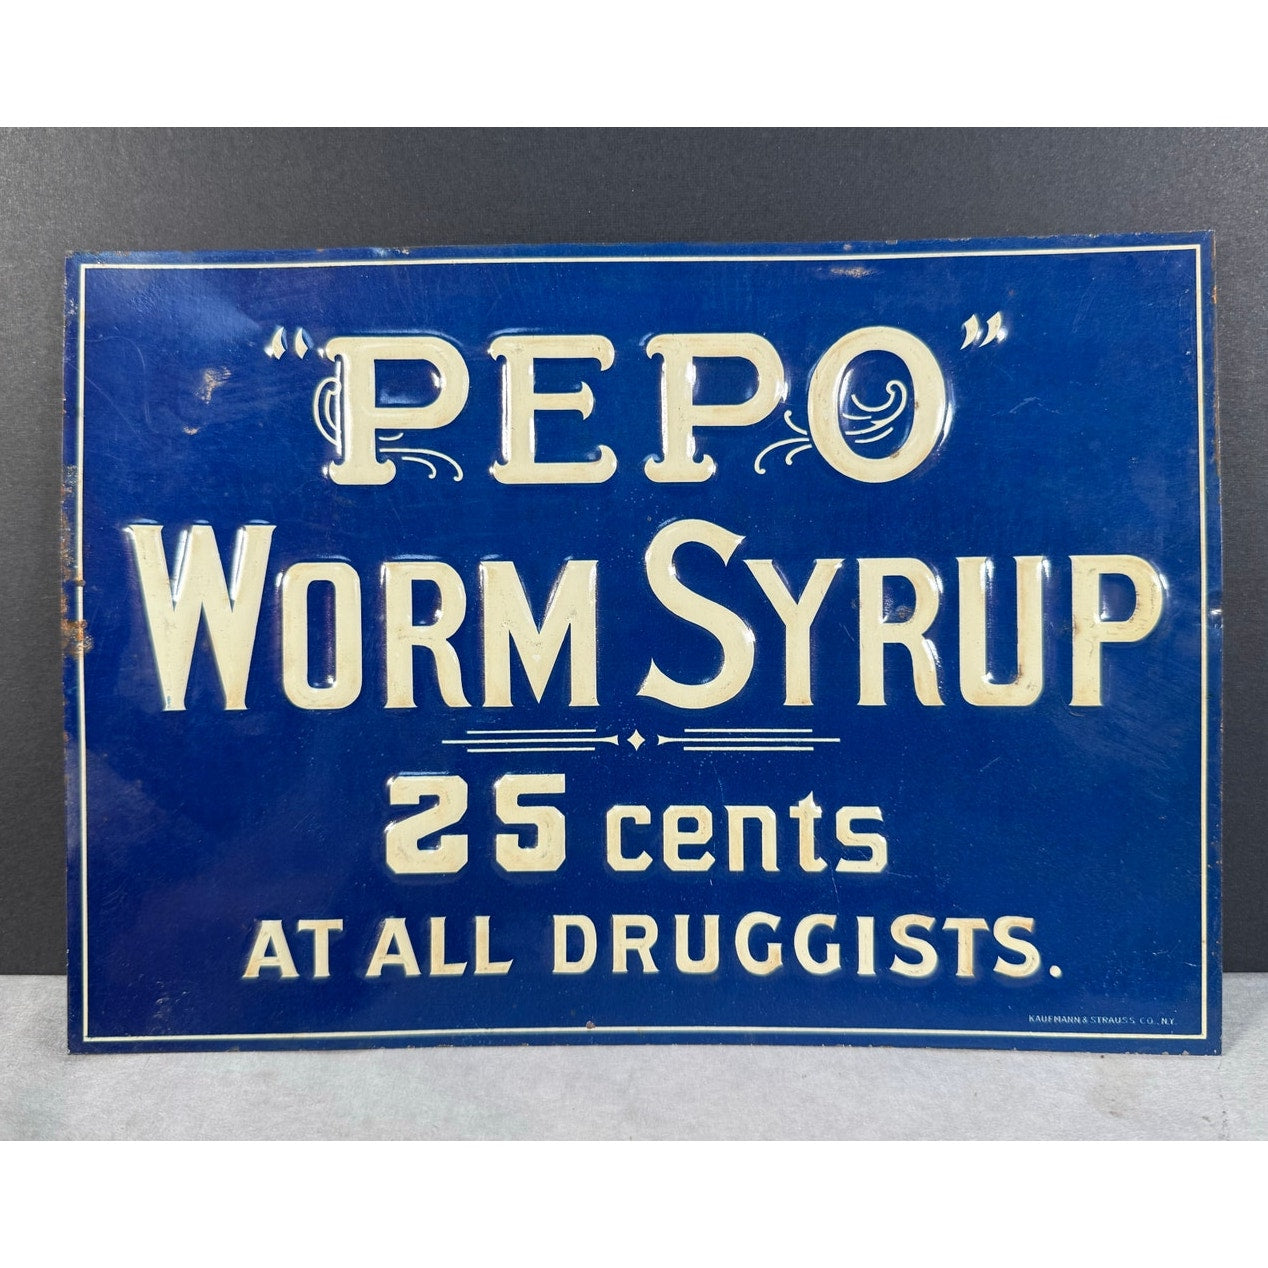 "PEPO"
WORM SYRUP
25 cents
AT ALL DRUGGISTS.
KAUFMANN & STRAUSS CO., N.Y.